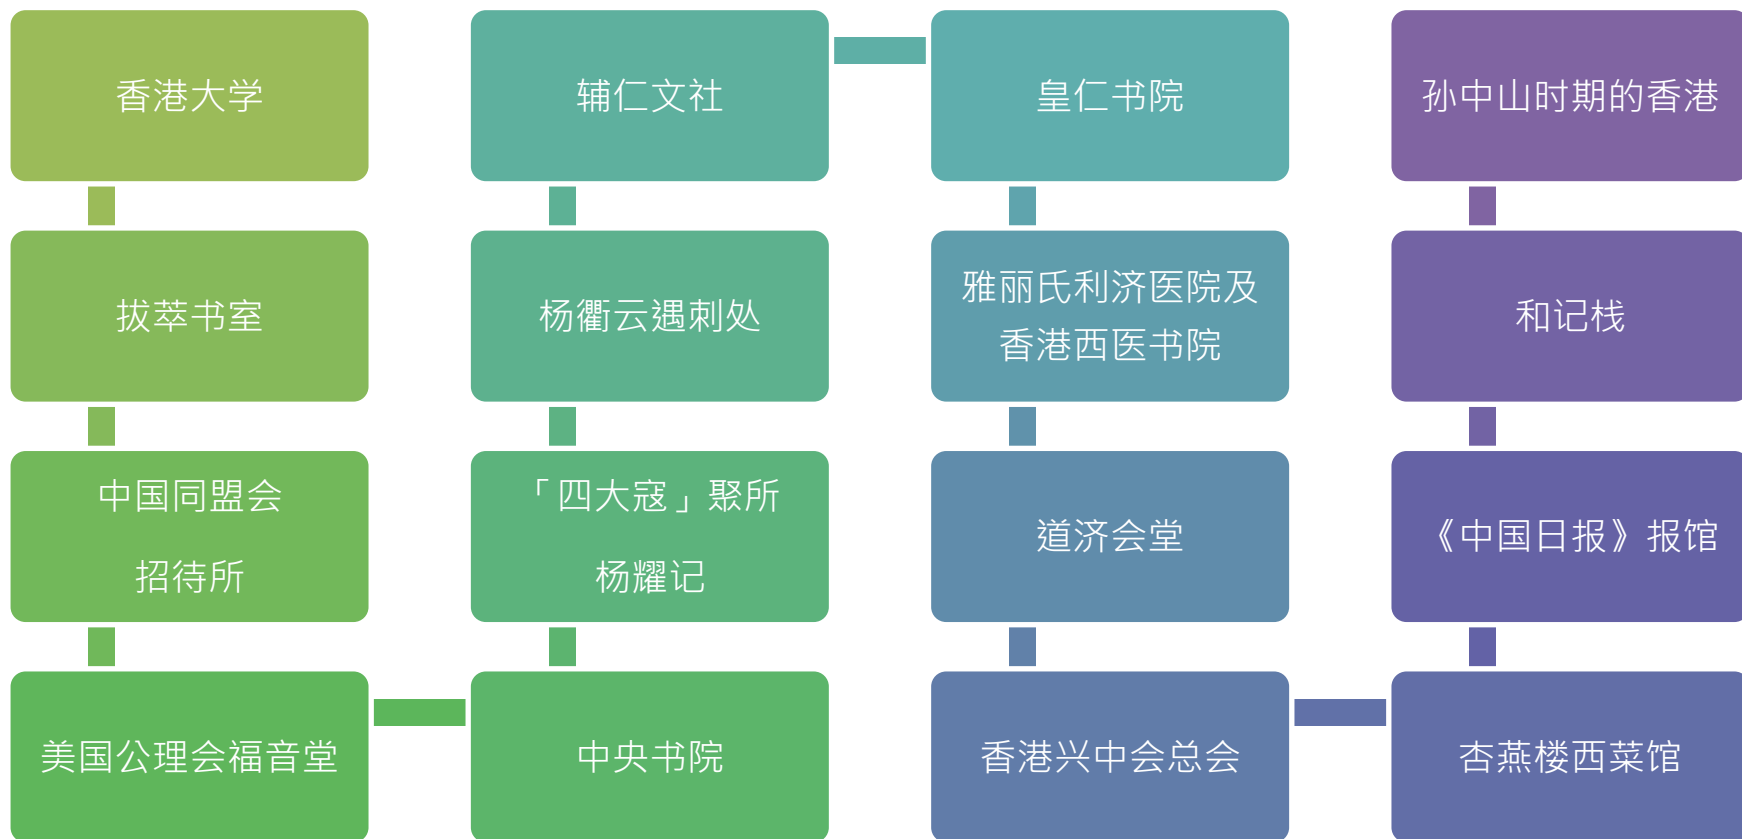 香港大学
拔萃书室
中国同盟会
招待所
美国公理会福音堂
中央书院
「四大寇」聚所
杨耀记
杨衢云遇刺处
辅仁文社
皇仁书院
雅丽氏利济医院及
香港西医书院
道济会堂
香港兴中会总会
杏燕楼西菜馆
《中国日报》报馆
和记栈
孙中山时期的香港